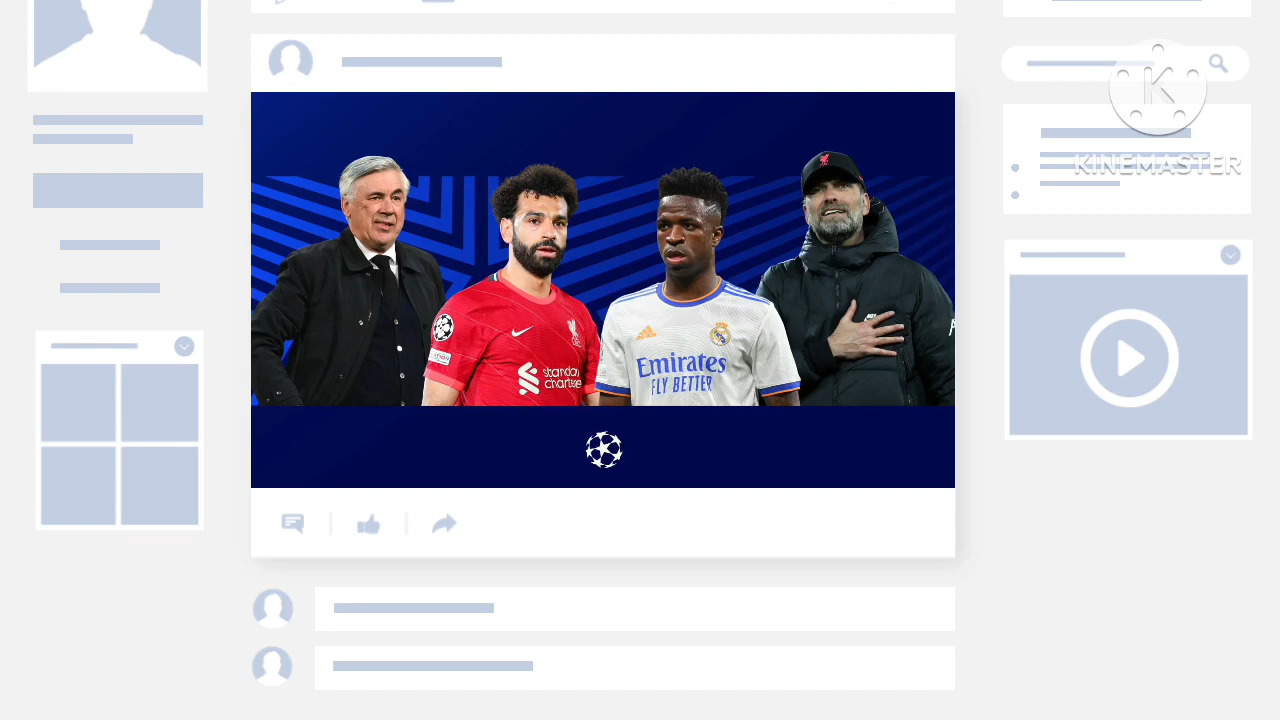 KINEMASTER
Standard
Chartered
Emirates
FLY BETTER